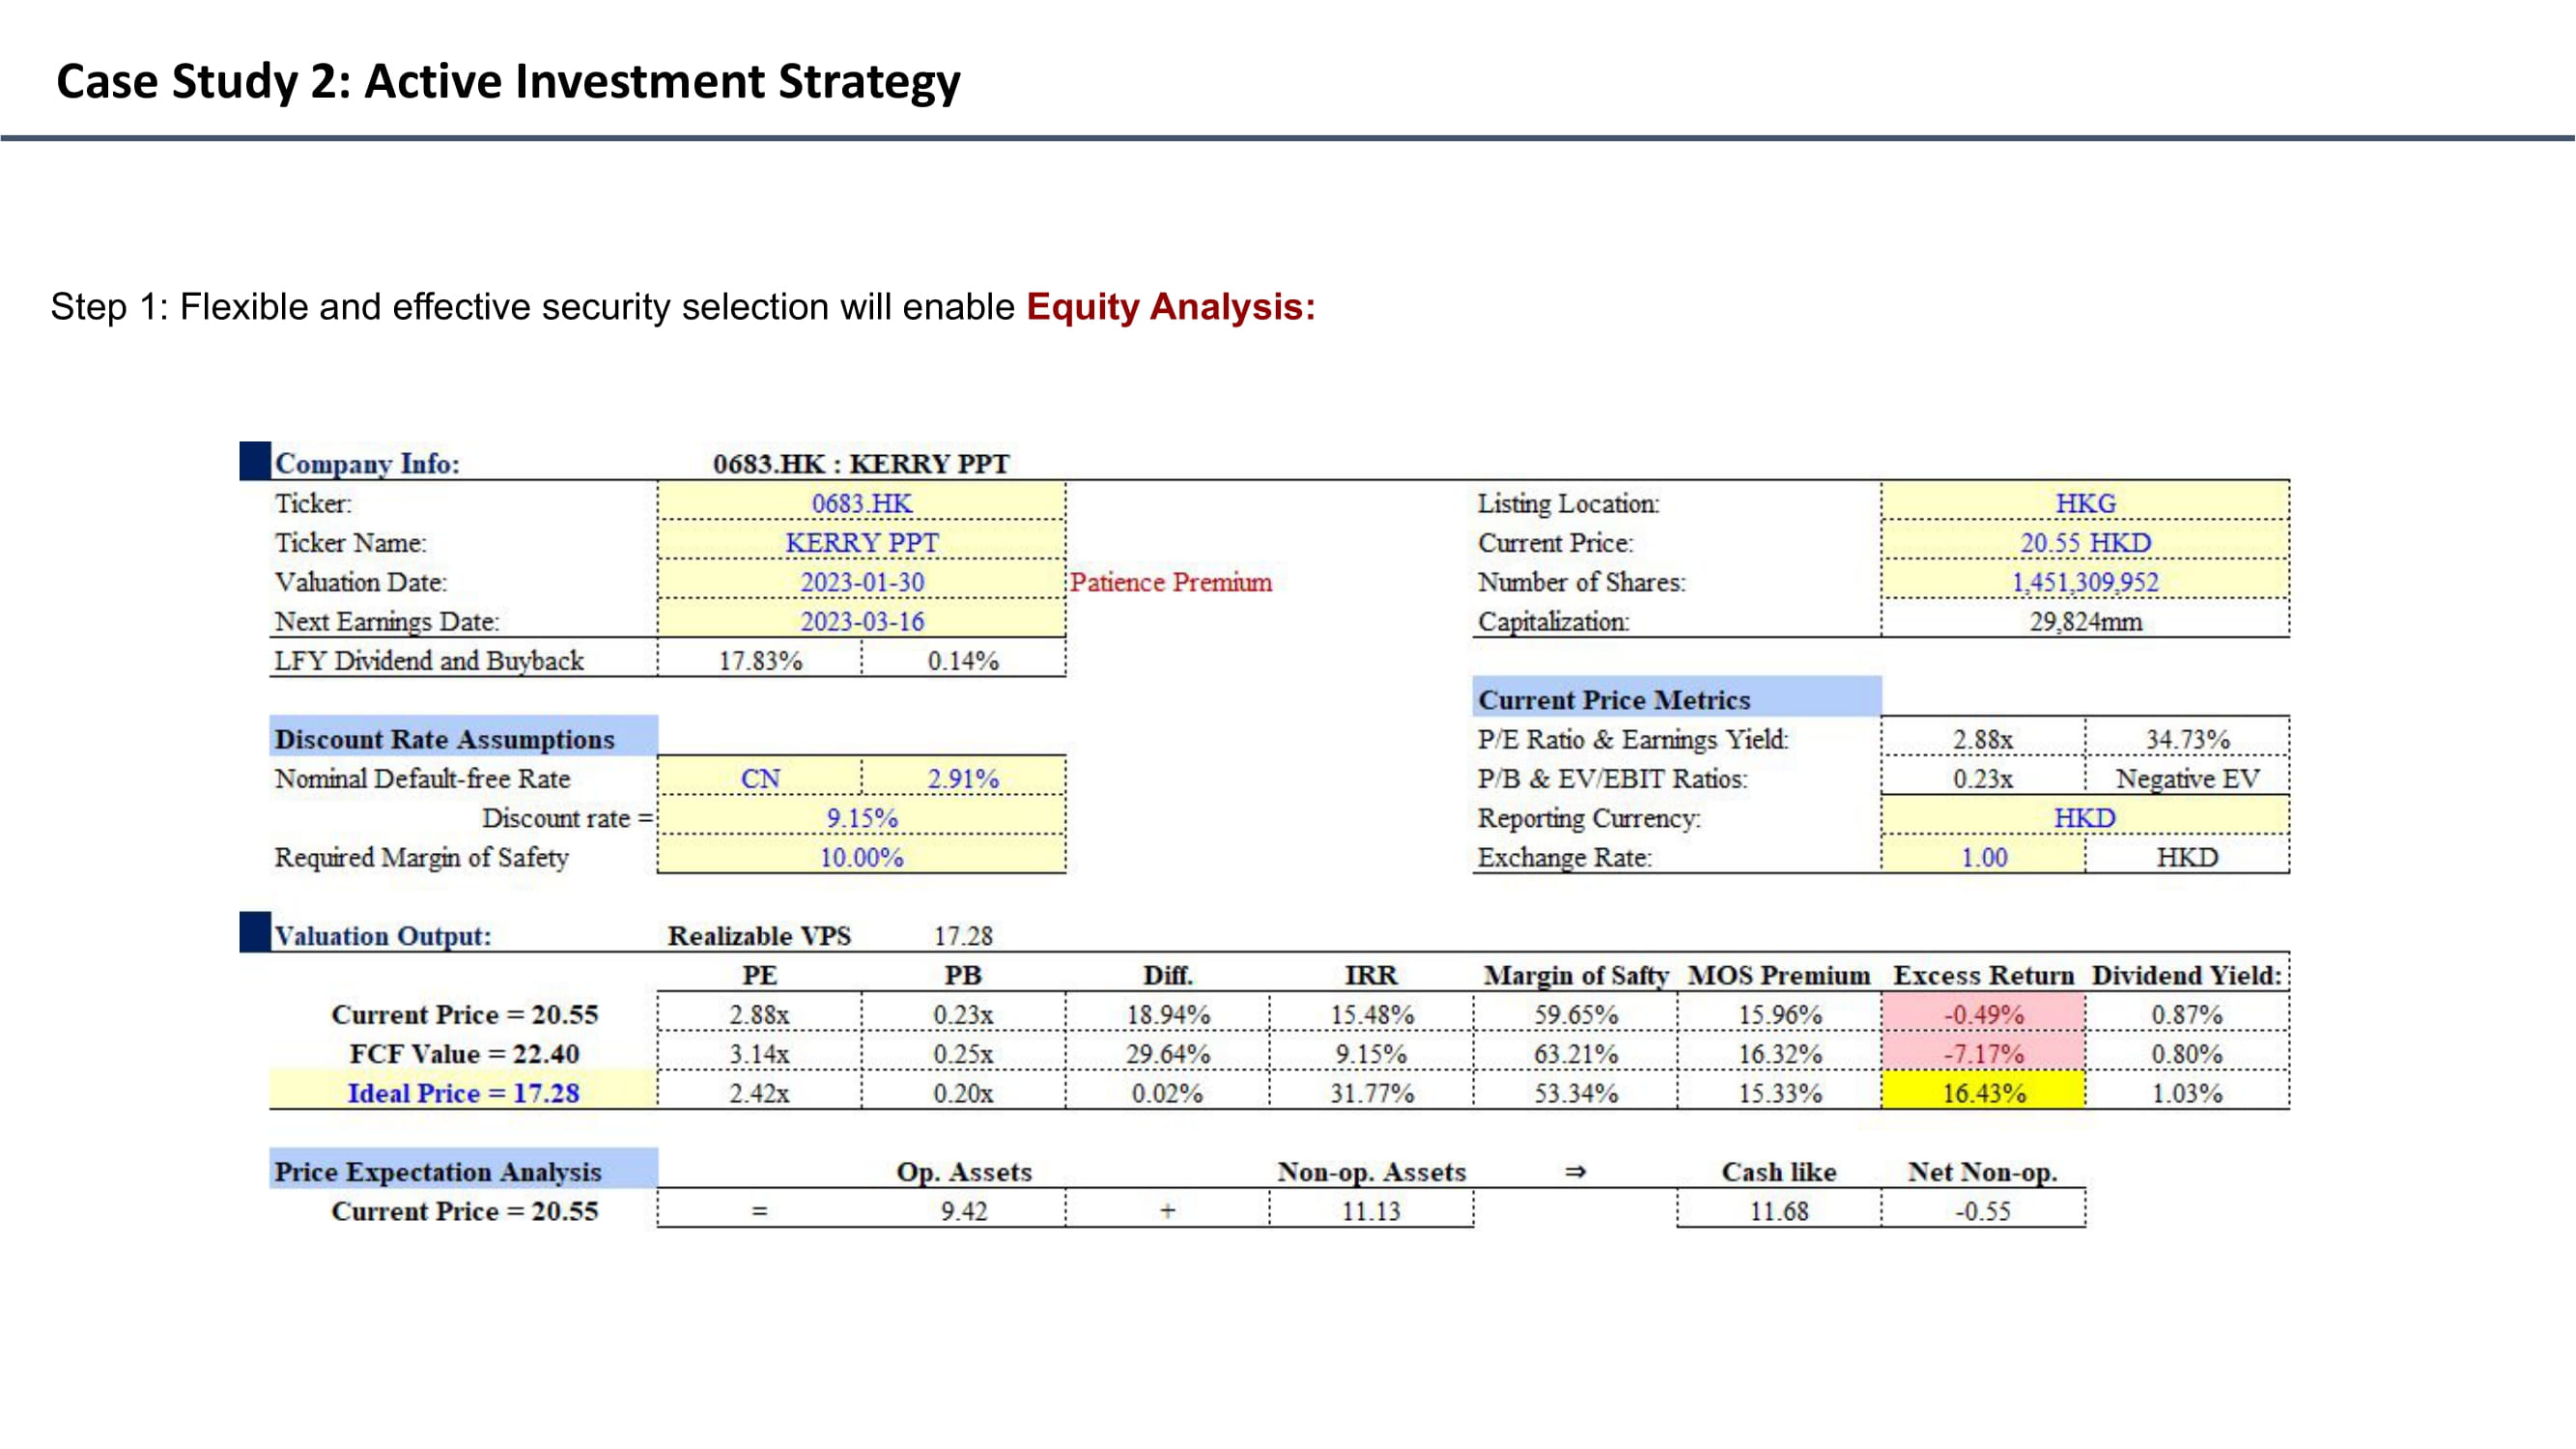 Case Study 2: Active Investment Strategy
Step 1: Flexible and effective security selection will enable Equity Analysis:
Company Info: 0683.HK : KERRY PPT
Ticker: 0683.HK Listing Location: HKG
Ticker Name: KERRY PPT Current Price: 20.55 HKD
Valuation Date: 2023-01-30 Patience Premium Number of Shares: 1,451,309,952
Next Earnings Date: 2023-03-16 Capitalization: 29,824mm
LFY Dividend and Buyback 17.83% 0.14%
Current Price Metrics
Discount Rate Assumptions P/E Ratio & Earnings Yield: 2.88x 34.73%
Nominal Default-free Rate CN 2.91% P/B & EV/EBIT Ratios: 0.23x Negative EV
Discount rate = 9.15% Reporting Currency: HKD
Required Margin of Safety 10.00% Exchange Rate: 1.00 HKD
Valuation Output: Realizable VPS 17.28
PE PB Diff. IRR Margin of Safty MOS Premium Excess Return Dividend Yield:
Current Price = 20.55 2.88x 0.23x 18.94% 15.48% 59.65% 15.96% -0.49% 0.87%
FCF Value = 22.40 3.14x 0.25x 29.64% 9.15% 63.21% 16.32% -7.17% 0.80%
Ideal Price = 17.28 2.42x 0.20x 0.02% 31.77% 53.34% 15.33% 16.43% 1.03%
Price Expectation Analysis Op. Assets Non-op. Assets ⇒ Cash like Net Non-op.
Current Price = 20.55 = 9.42 + 11.13 11.68 -0.55